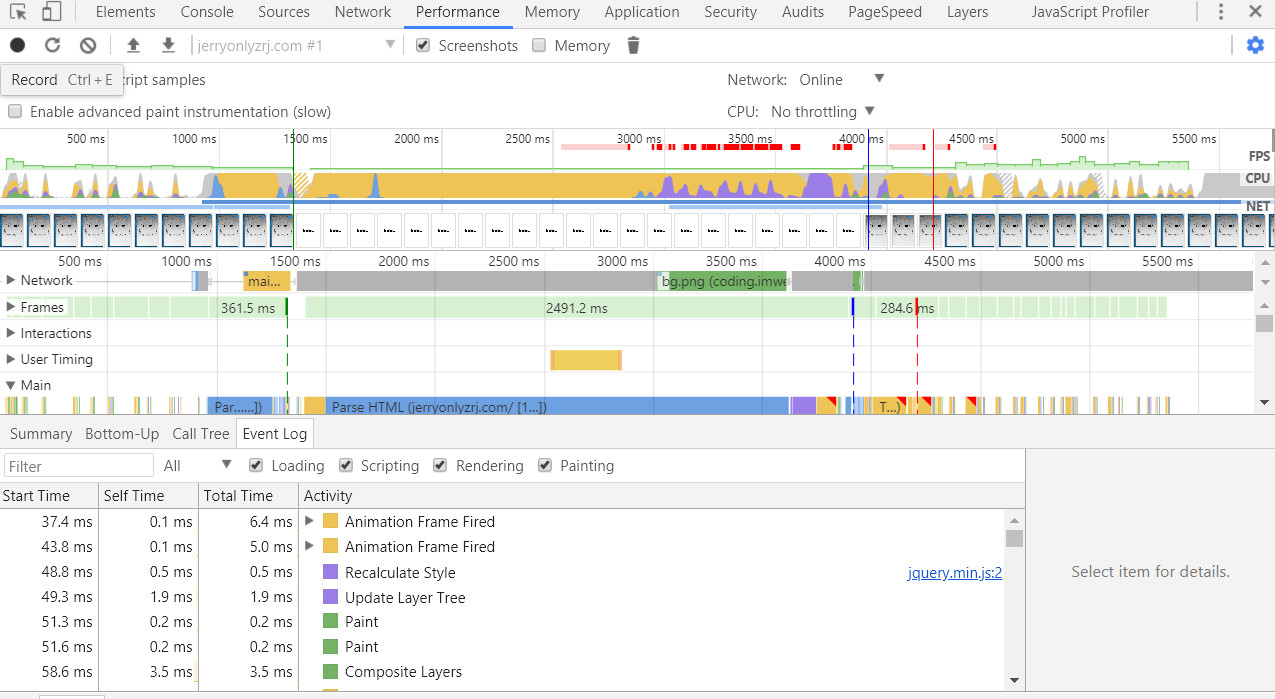 Elements Console Sources Network Performance Memory Application Security Audits PageSpeed Layers JavaScript Profiler
jerryonlyzrj.com #1 Screenshots Memory
Record Ctrl + E ript samples Network: Online
Enable advanced paint instrumentation (slow) CPU: No throttling
500 ms 1000 ms 1500 ms 2000 ms 2500 ms 3000 ms 3500 ms 4000 ms 4500 ms 5000 ms 5500 ms
FPS
CPU
NET
500 ms 1000 ms 1500 ms 2000 ms 2500 ms 3000 ms 3500 ms 4000 ms 4500 ms 5000 ms 5500 ms
Network mai... bg.png (coding.imwe
Frames 361.5 ms 2491.2 ms 284.6 ms
Interactions
User Timing
Main
Par......]) Parse HTML (jerryonlyzrj.com/ [1...]) T...)
Summary Bottom-Up Call Tree Event Log
Filter All Loading Scripting Rendering Painting
Start Time Self Time Total Time Activity
37.4 ms 0.1 ms 6.4 ms Animation Frame Fired
43.8 ms 0.1 ms 5.0 ms Animation Frame Fired
48.8 ms 0.5 ms 0.5 ms Recalculate Style jquery.min.js:2
49.3 ms 1.9 ms 1.9 ms Update Layer Tree
51.3 ms 0.2 ms 0.2 ms Paint
51.6 ms 0.2 ms 0.2 ms Paint
58.6 ms 3.5 ms 3.5 ms Composite Layers
Select item for details.